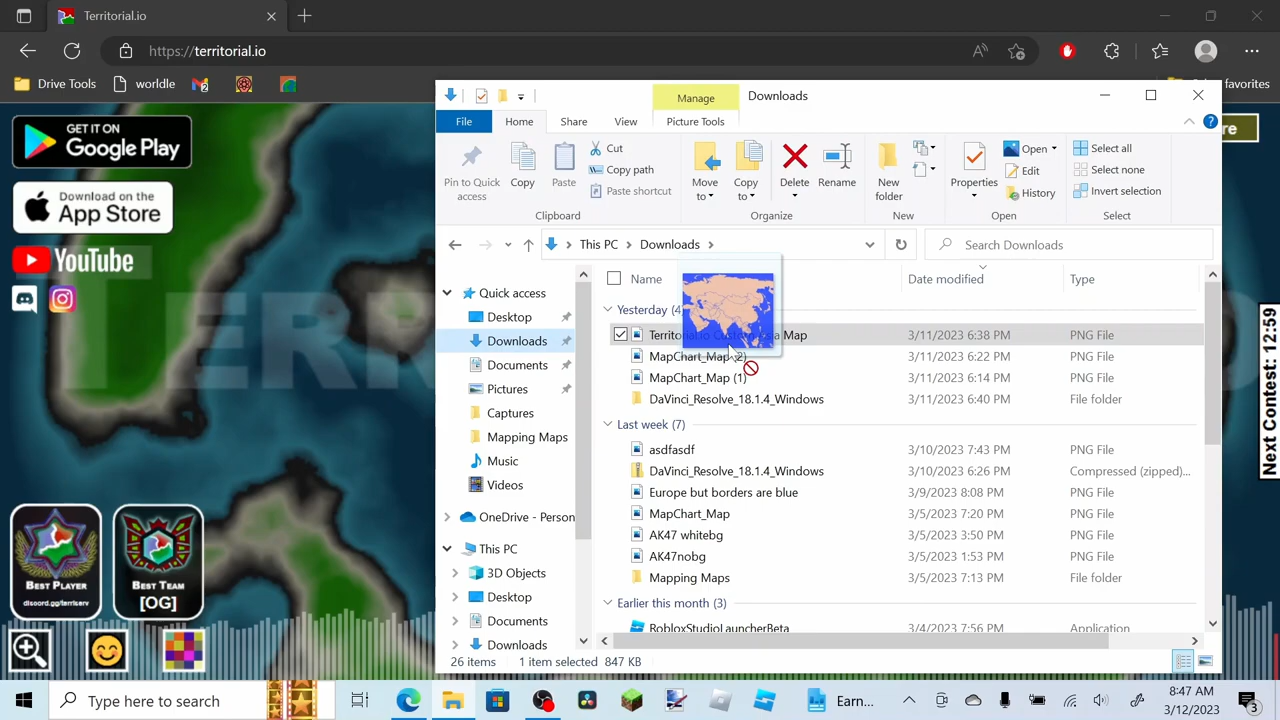 Territorial.io
https://territorial.io
Drive Tools
worldle
favorites
GET IT ON
Google Play
Download on the
App Store
YouTube
BEST PLAYER
discord.gg/terriserv
BEST TEAM
[OG]
Next Contest: 12:59
Manage
Downloads
File
Home
Share
View
Picture Tools
Pin to Quick access
Copy
Paste
Cut
Copy path
Paste shortcut
Clipboard
Move to
Copy to
Delete
Rename
Organize
New folder
New
Properties
Open
Edit
History
Open
Select all
Select none
Invert selection
Select
This PC
Downloads
Search Downloads
Quick access
Desktop
Downloads
Documents
Pictures
Captures
Mapping Maps
Music
Videos
OneDrive - Person
This PC
3D Objects
Desktop
Documents
Downloads
Name
Date modified
Type
Yesterday (4)
Territorial.io Custom Asia Map 3/11/2023 6:38 PM PNG File
MapChart_Map (2) 3/11/2023 6:22 PM PNG File
MapChart_Map (1) 3/11/2023 6:14 PM PNG File
DaVinci_Resolve_18.1.4_Windows 3/11/2023 6:40 PM File folder
Last week (7)
asdfasdf 3/10/2023 7:43 PM PNG File
DaVinci_Resolve_18.1.4_Windows 3/10/2023 6:26 PM Compressed (zipped)...
Europe but borders are blue 3/9/2023 8:08 PM PNG File
MapChart_Map 3/5/2023 7:20 PM PNG File
AK47 whitebg 3/5/2023 3:50 PM PNG File
AK47nobg 3/5/2023 1:53 PM PNG File
Mapping Maps 3/5/2023 7:13 PM File folder
Earlier this month (3)
RobloxStudioLauncherBeta 3/4/2023 7:56 PM Application
26 items
1 item selected 847 KB
Type here to search
Earn...
8:47 AM
3/12/2023
3